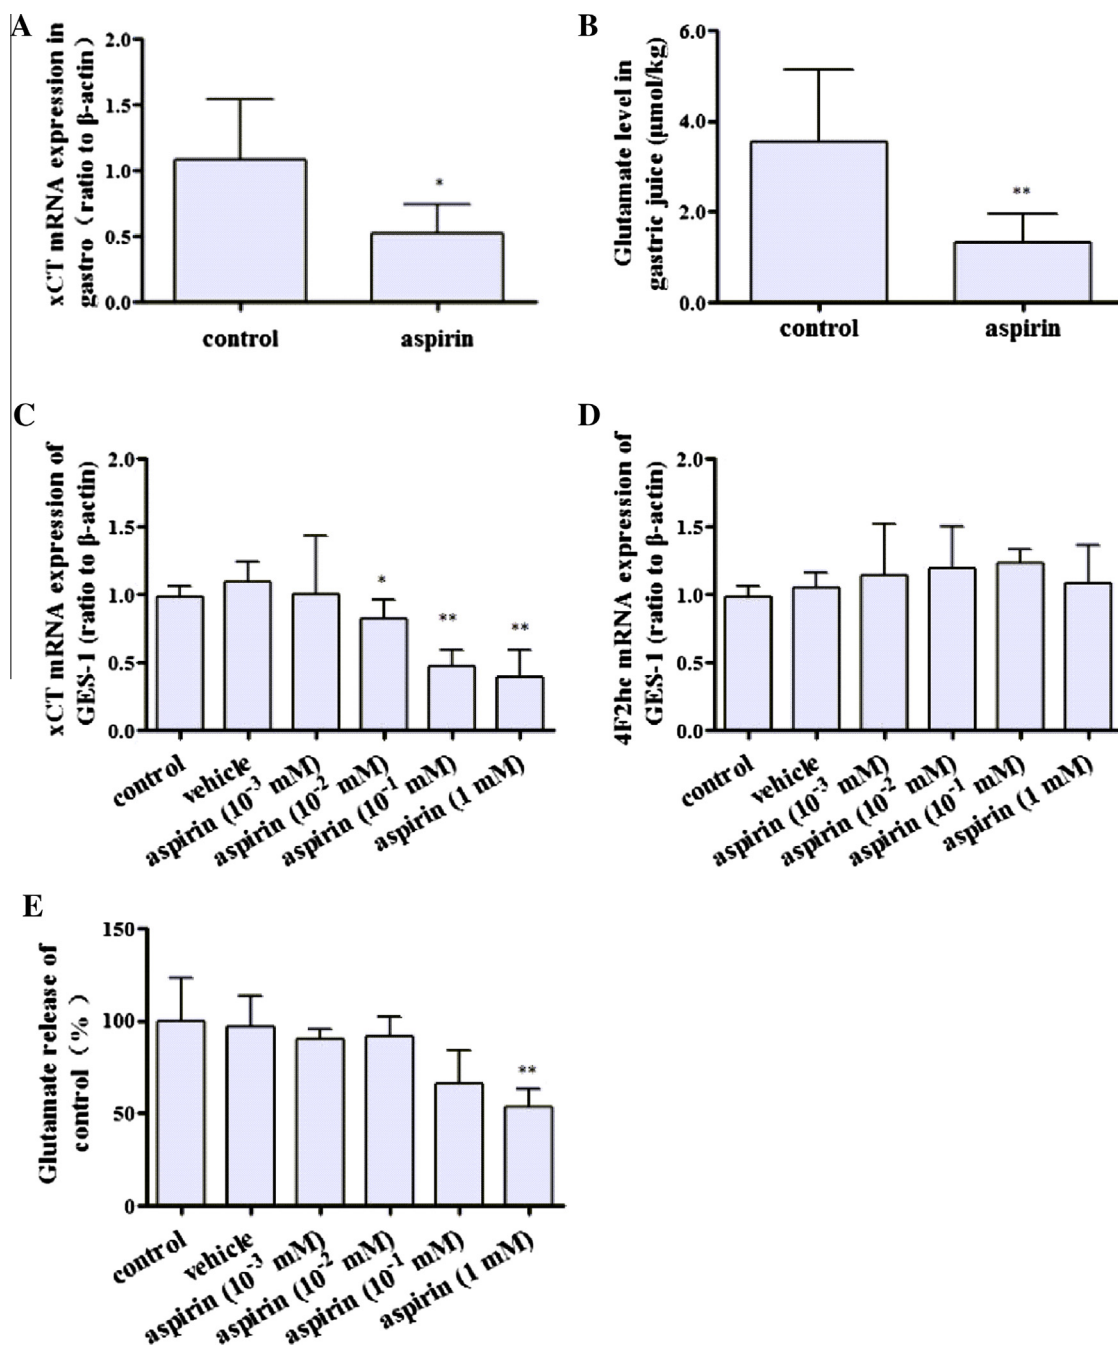 A
xCT mRNA expression in
gastro (ratio to β-actin)
2.0
1.5
1.0
0.5
0.0
*
control
aspirin
B
Glutamate level in
gastric juice (μmol/kg)
6.0
4.0
2.0
0.0
**
control
aspirin
C
xCT mRNA expression of
GES-1 (ratio to β-actin)
2.0
1.5
1.0
0.5
0.0
*
**
**
control
vehicle
aspirin (10⁻³ mM)
aspirin (10⁻² mM)
aspirin (10⁻¹ mM)
aspirin (1 mM)
D
4F2hc mRNA expression of
GES-1 (ratio to β-actin)
2.0
1.5
1.0
0.5
0.0
control
vehicle
aspirin (10⁻³ mM)
aspirin (10⁻² mM)
aspirin (10⁻¹ mM)
aspirin (1 mM)
E
Glutamate release of
control (%)
150
100
50
0
**
control
vehicle
aspirin (10⁻³ mM)
aspirin (10⁻² mM)
aspirin (10⁻¹ mM)
aspirin (1 mM)